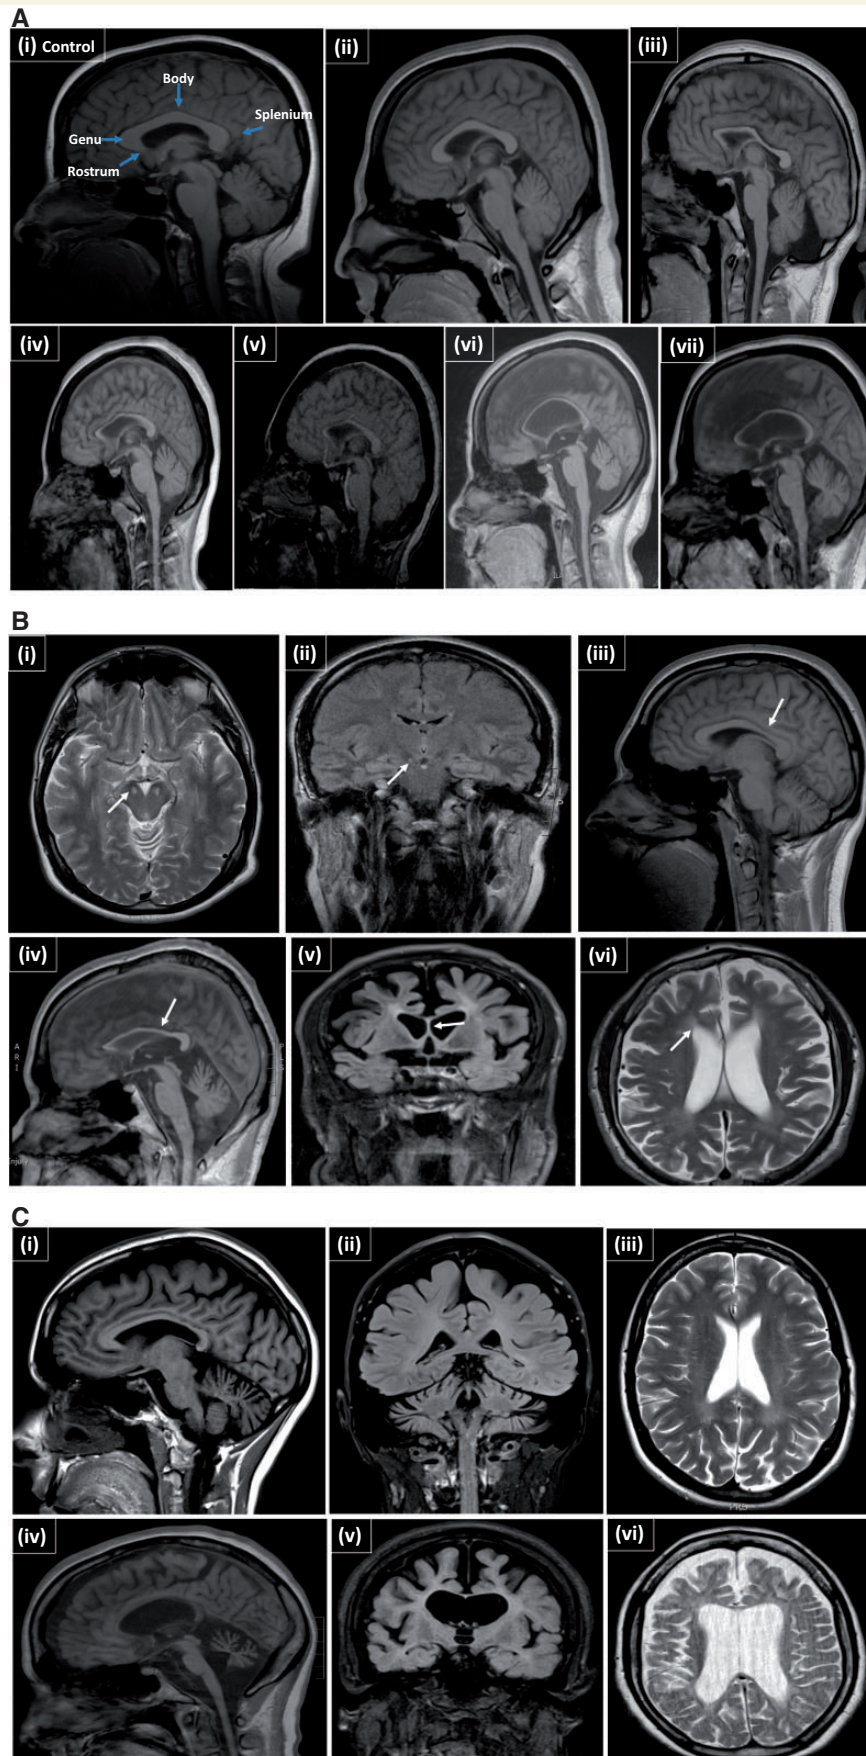 A
(i) Control
(ii)
(iii)
Body
Splenium
Genu
Rostrum
(iv)
(v)
(vi)
(vii)
B
(i)
(ii)
(iii)
(iv)
(v)
(vi)
A
R
I
P
L
S
C
(i)
(ii)
(iii)
(iv)
(v)
(vi)